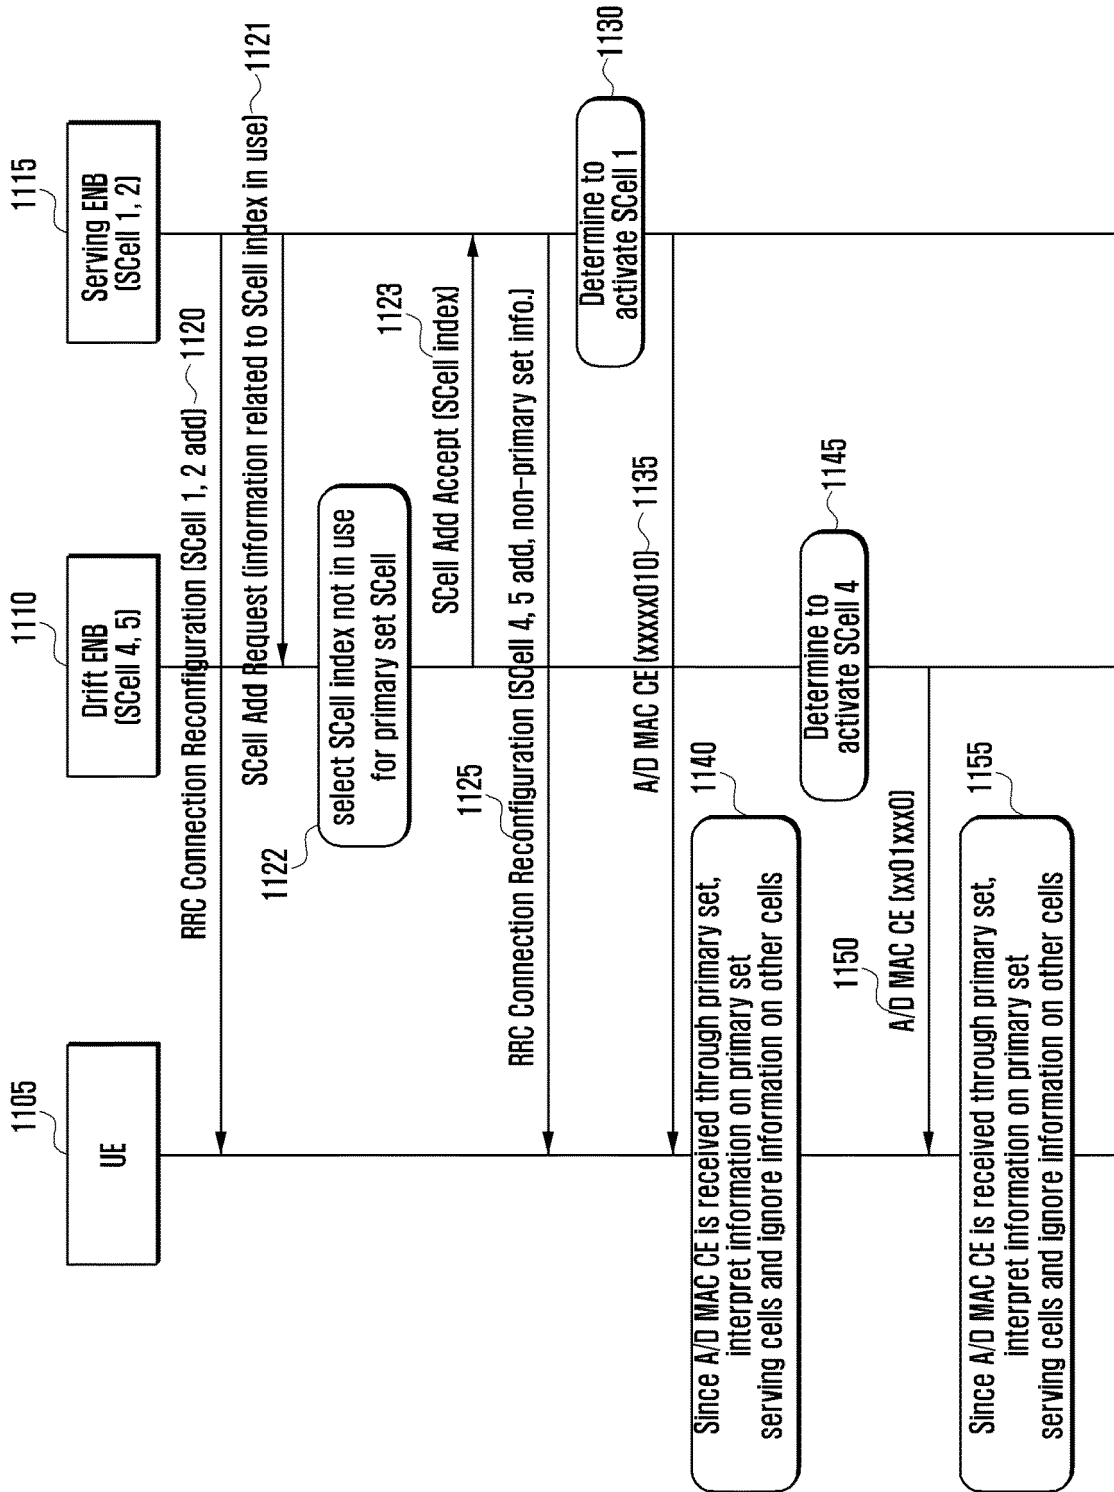 1105
UE
1110
Drift ENB
(SCell 4, 5)
1115
Serving ENB
(SCell 1, 2)
RRC Connection Reconfiguration (SCell 1, 2 add) 1120
SCell Add Request (information related to SCell index in use) 1121
select SCell index not in use
for primary set SCell
1122
SCell Add Accept (SCell index)
1123
RRC Connection Reconfiguration (SCell 4, 5 add, non-primary set info.)
1125
Determine to
activate SCell 1
1130
A/D MAC CE (xxxxx010) 1135
Since A/D MAC CE is received through primary set,
interpret information on primary set
serving cells and ignore information on other cells
1140
Determine to
activate SCell 4
1145
A/D MAC CE (xx01xxx0)
1150
Since A/D MAC CE is received through primary set,
interpret information on primary set
serving cells and ignore information on other cells
1155